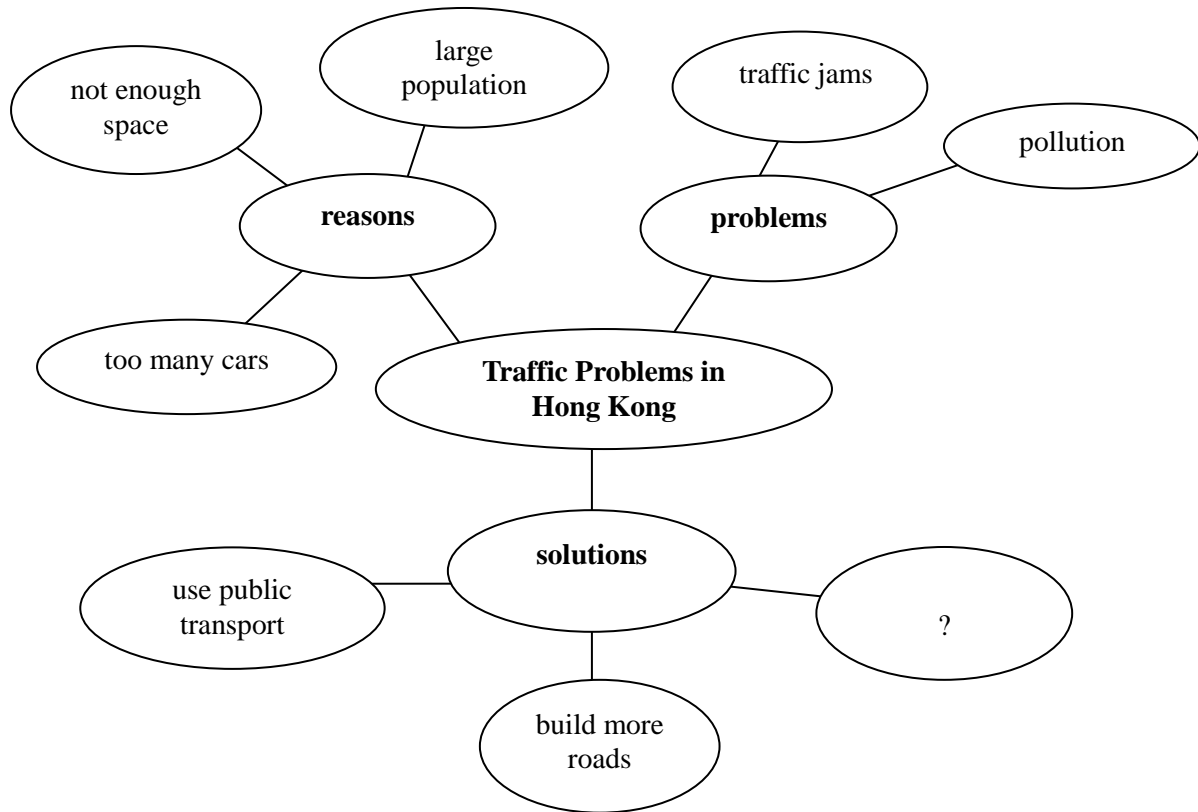 large
population
traffic jams
not enough
space
pollution
reasons
problems
too many cars
Traffic Problems in
Hong Kong
solutions
use public
transport
?
build more
roads